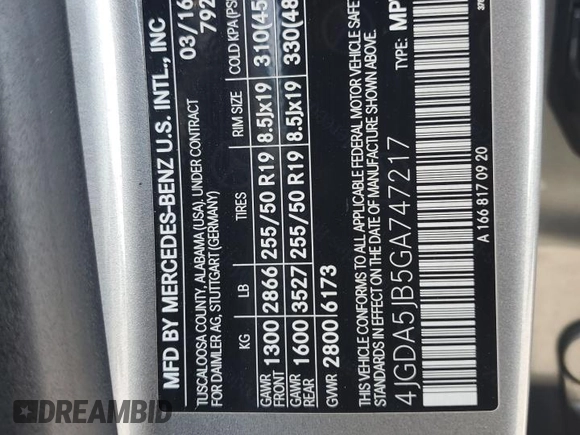 MFD BY MERCEDES-BENZ U.S. INTL., INC
TUSCALOOSA COUNTY, ALABAMA (USA), UNDER CONTRACT
FOR DAIMLER AG, STUTTGART (GERMANY)
03/16
792
KG LB TIRES RIM SIZE COLD KPA (PSI
GAWR FRONT 1300 2866 255/50 R19 8.5Jx19 310(45
GAWR REAR 1600 3527 255/50 R19 8.5Jx19 330(48
GVWR 2800 6173
THIS VEHICLE CONFORMS TO ALL APPLICABLE FEDERAL MOTOR VEHICLE SAFE
STANDARDS IN EFFECT ON THE DATE OF MANUFACTURE SHOWN ABOVE.
4JGDA5JB5GA747217 TYPE: MP
A 166 817 09 20
DREAMBID